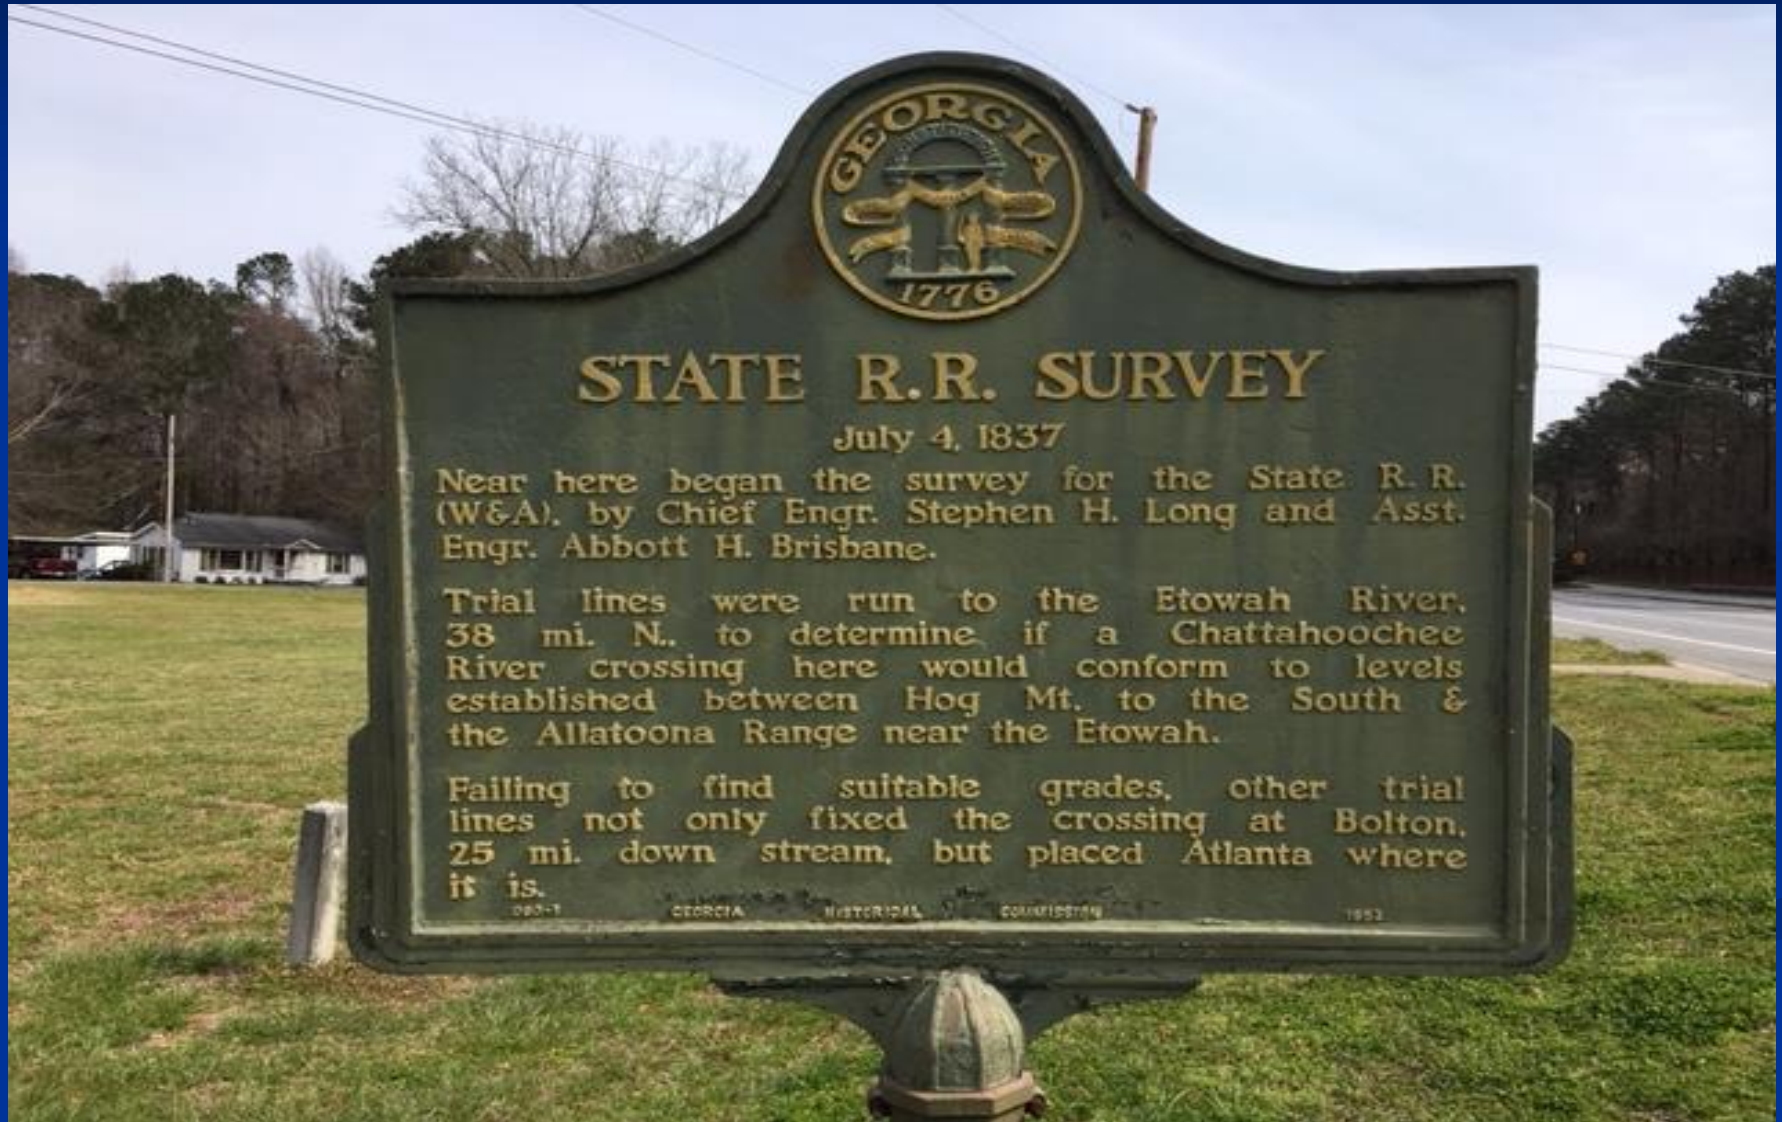 GEORGIA
1776
STATE R.R. SURVEY
July 4, 1837
Near here began the survey for the State R. R.
(W&A), by Chief Engr. Stephen H. Long and Asst.
Engr. Abbott H. Brisbane.
Trial lines were run to the Etowah River,
38 mi. N., to determine if a Chattahoochee
River crossing here would conform to levels
established between Hog Mt. to the South &
the Allatoona Range near the Etowah.
Failing to find suitable grades, other trial
lines not only fixed the crossing at Bolton,
25 mi. down stream, but placed Atlanta where
it is.
GEORGIA HISTORICAL COMMISSION